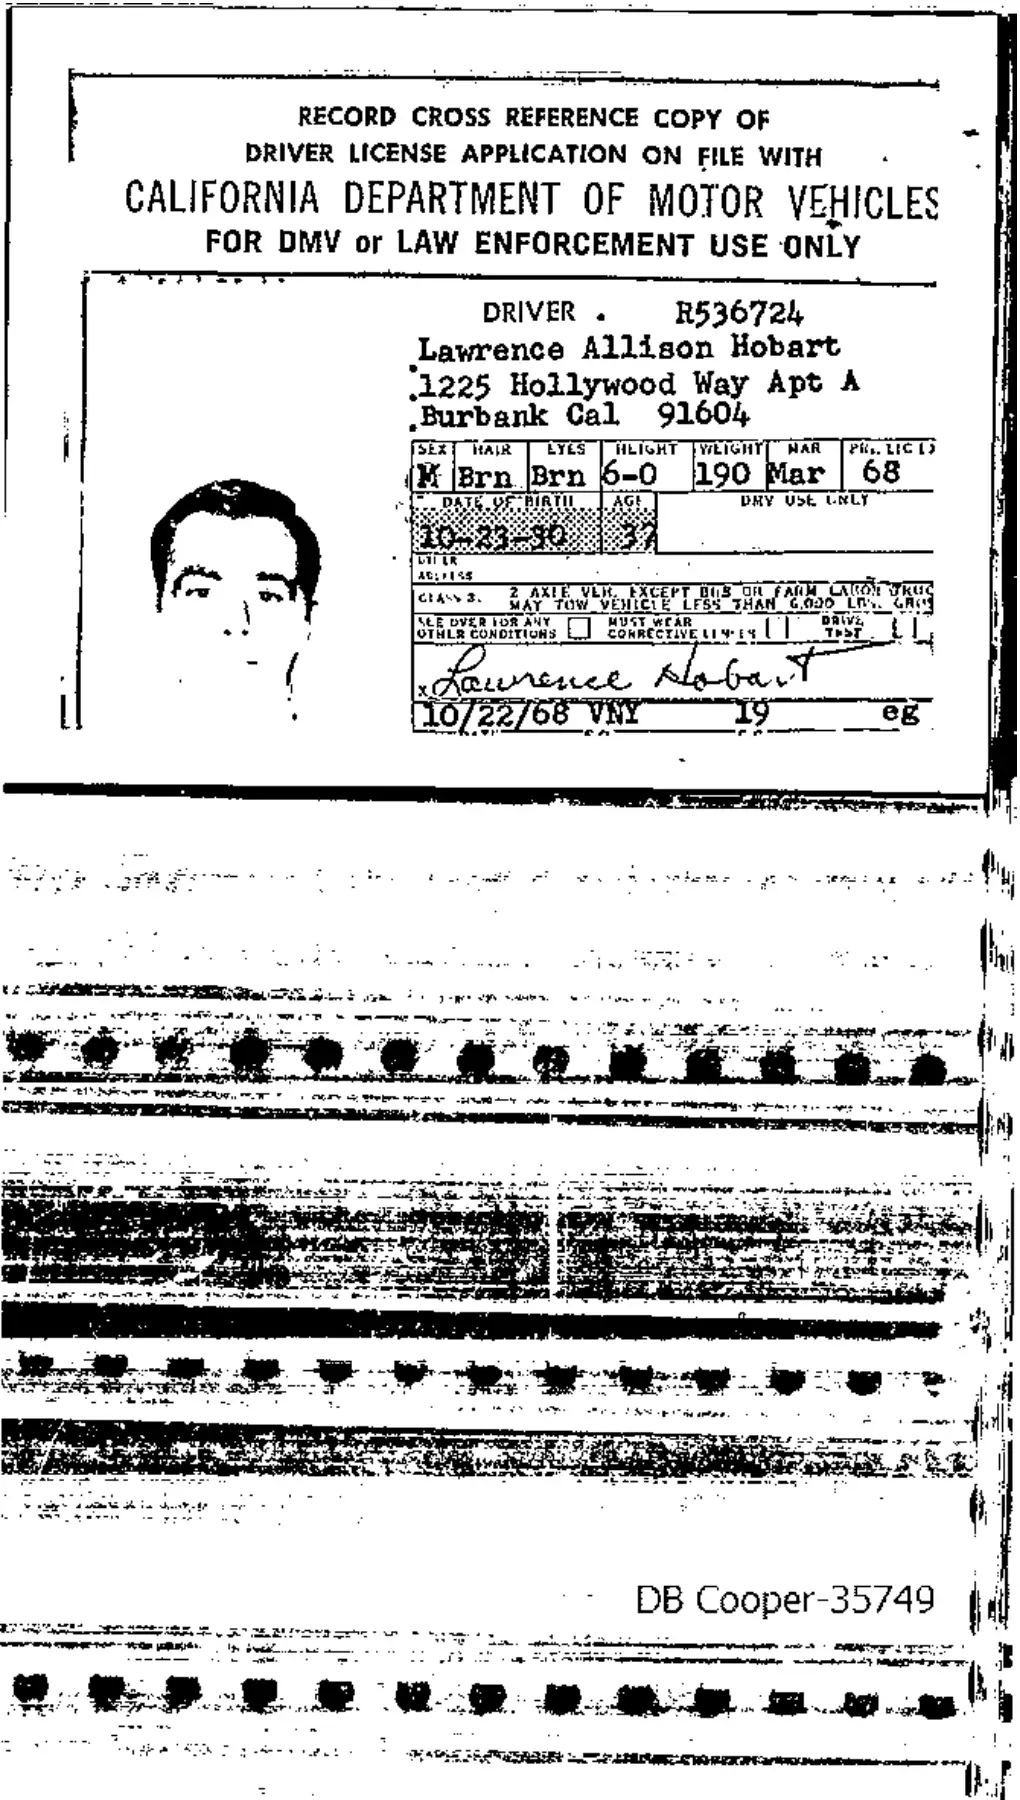 RECORD CROSS REFERENCE COPY OF
DRIVER LICENSE APPLICATION ON FILE WITH
CALIFORNIA DEPARTMENT OF MOTOR VEHICLES
FOR DMV or LAW ENFORCEMENT USE ONLY
DRIVER . R536724
Lawrence Allison Hobart
1225 Hollywood Way Apt A
Burbank Cal 91604
SEX HAIR EYES HEIGHT WEIGHT MAR PRE. LIC
M Brn Brn 6-0 190 Mar 68
DATE OF BIRTH AGE DMV USE ONLY
10-23-30 37
OTHER
ADDRESS
CLASS 3. 2 AXLE VEH. EXCEPT BUS OR FARM LABOR TRUC
MAY TOW VEHICLE LESS THAN 6,000 LBS. GROS
SEE OVER FOR ANY MUST WEAR DRIVE
OTHER CONDITIONS CORRECTIVE LENSES TEST
x Lawrence Hobart
10/22/68 VNY 19 eg
DB Cooper-35749